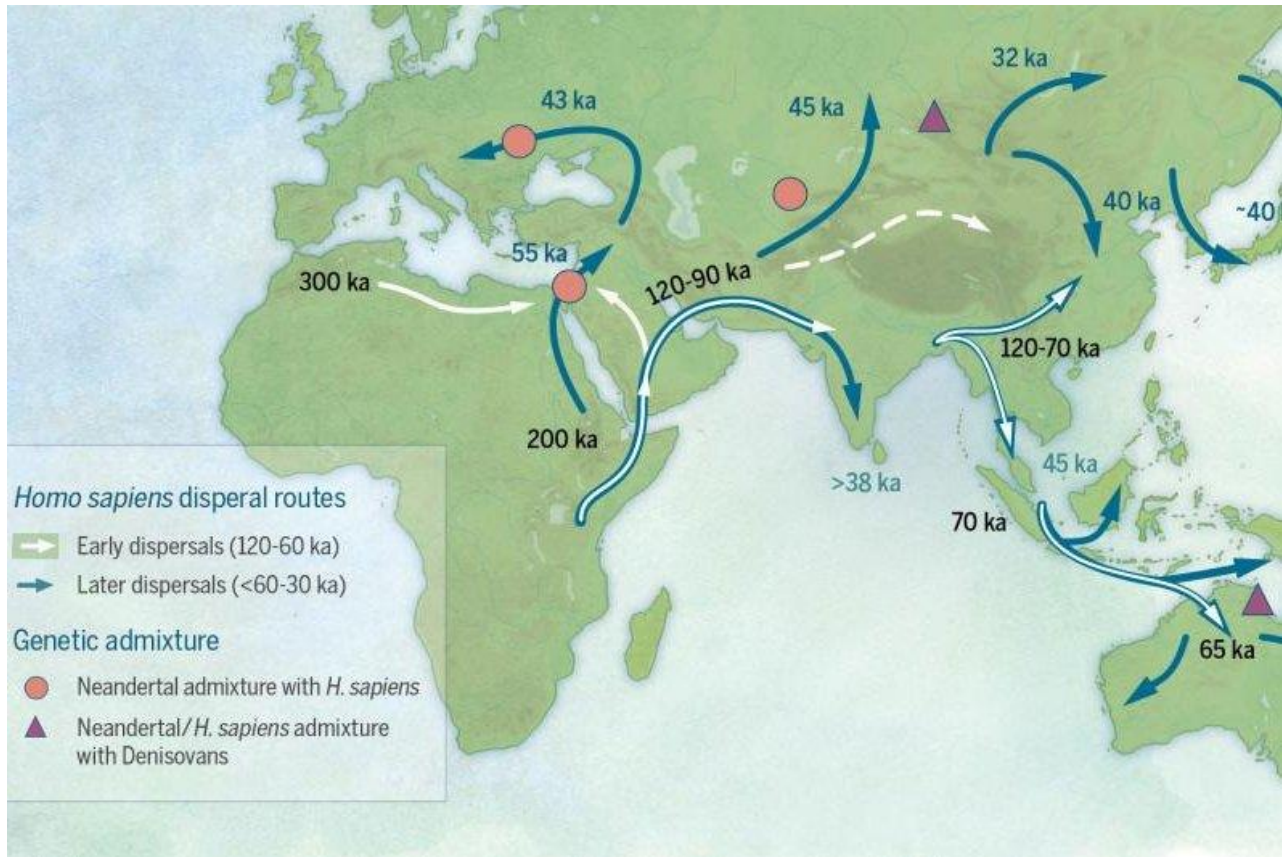 32 ka
43 ka
45 ka
40 ka
~40
55 ka
300 ka
120-90 ka
120-70 ka
200 ka
>38 ka
45 ka
70 ka
65 ka
Homo sapiens disperal routes
Early dispersals (120-60 ka)
Later dispersals (<60-30 ka)
Genetic admixture
Neandertal admixture with H. sapiens
Neandertal/H. sapiens admixture
with Denisovans